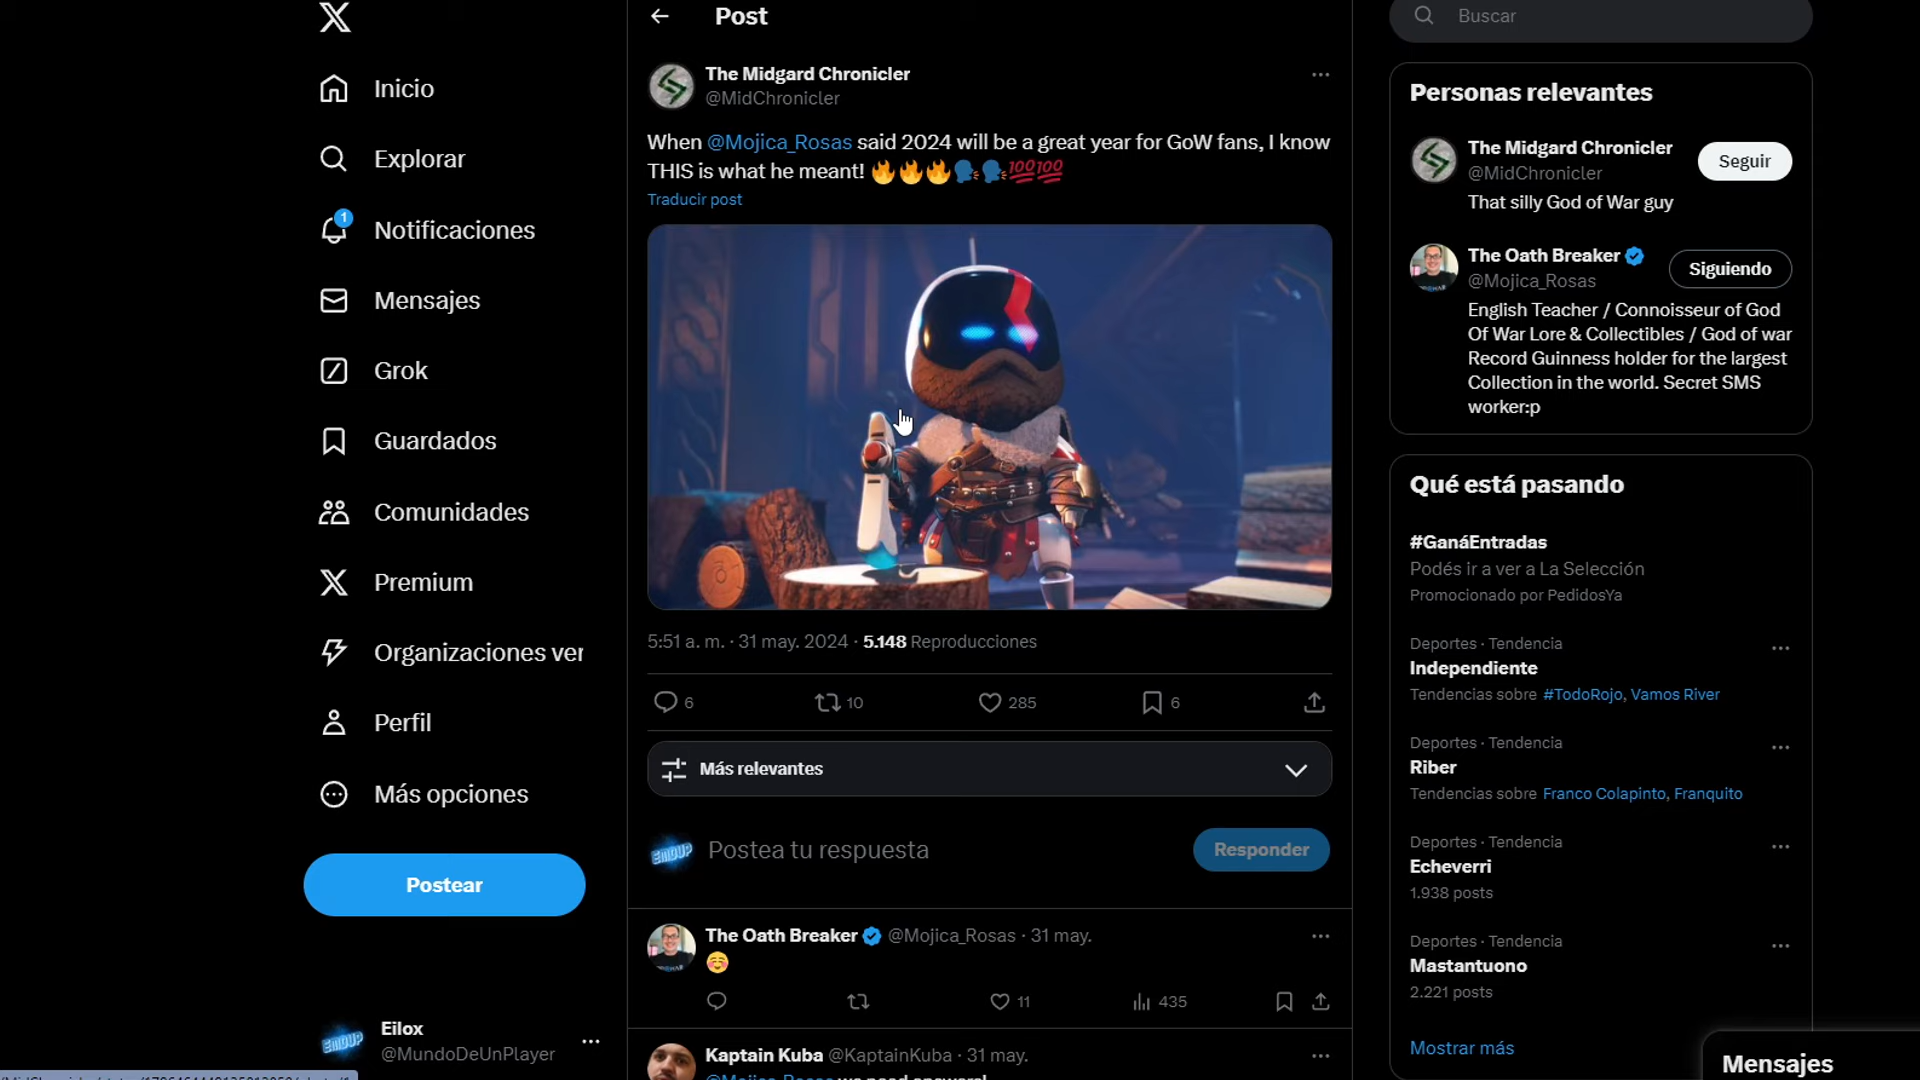 Inicio
Explorar
1
Notificaciones
Mensajes
Grok
Guardados
Comunidades
Premium
Organizaciones ver
Perfil
Más opciones
Postear
Eilox
@MundoDeUnPlayer
Post
The Midgard Chronicler
@MidChronicler
When @Mojica_Rosas said 2024 will be a great year for GoW fans, I know
THIS is what he meant! 🔥🔥🔥🗣️🗣️💯💯
Traducir post
5:51 a. m. · 31 may. 2024 · 5.148 Reproducciones
6 10 285 6
Más relevantes
EMDUP
Postea tu respuesta
Responder
The Oath Breaker @Mojica_Rosas · 31 may.
☺️
11 435
Kaptain Kuba @KaptainKuba · 31 may.
Buscar
Personas relevantes
The Midgard Chronicler
@MidChronicler
Seguir
That silly God of War guy
The Oath Breaker
@Mojica_Rosas
Siguiendo
English Teacher / Connoisseur of God
Of War Lore & Collectibles / God of war
Record Guinness holder for the largest
Collection in the world. Secret SMS
worker:p
Qué está pasando
#GanáEntradas
Podés ir a ver a La Selección
Promocionado por PedidosYa
Deportes · Tendencia
Independiente
Tendencias sobre #TodoRojo, Vamos River
Deportes · Tendencia
Riber
Tendencias sobre Franco Colapinto, Franquito
Deportes · Tendencia
Echeverri
1.938 posts
Deportes · Tendencia
Mastantuono
2.221 posts
Mostrar más
Mensajes